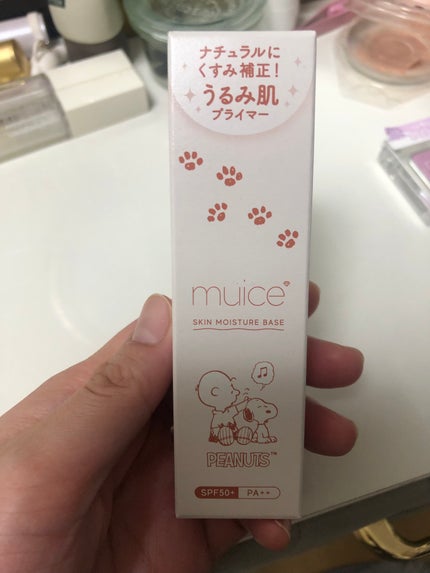 ナチュラルに
くすみ補正!
うるみ肌
プライマー
muice
SKIN MOISTURE BASE
PEANUTS™
SPF50+ PA++